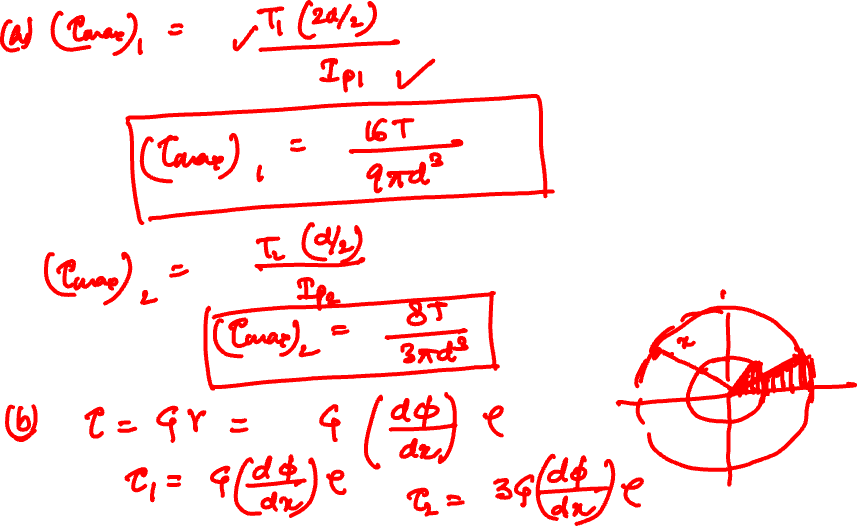 (a) (τmax)₁ = ✓ T₁ (2d/2) / Ip₁ ✓
(τmax)₁ = 16T / 9πd³
(τmax)₂ = T₂ (d/2) / Ip₂
(τmax)₂ = 8T / 3πd³
x
(b) τ = Gγ = G (dφ/dx) ρ
τ₁ = G (dφ/dx) ρ τ₂ = 3G (dφ/dx) ρ